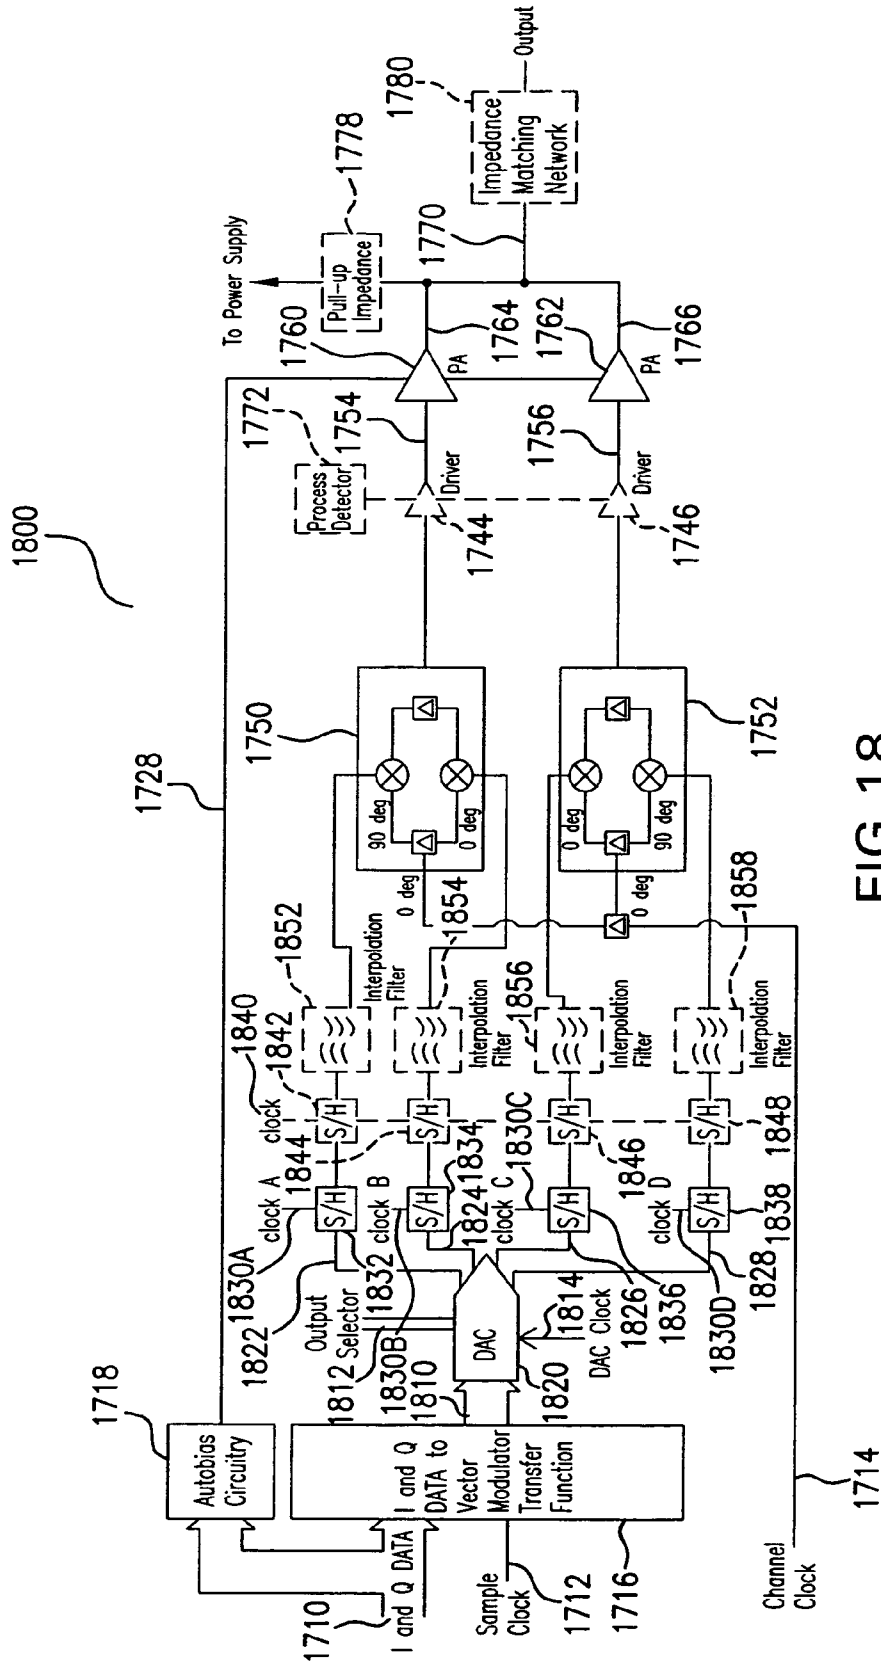 1800
1718
Autobias
Circuitry
1728
1710
I and Q DATA
I and Q
DATA to
Vector
Modulator
Transfer
Function
Sample
Clock
1712
1716
Channel
Clock
1714
1810
1812
Output
Selector
DAC
1820
DAC Clock
1814
1822
1824
1826
1828
clock A
1830A
S/H
1832
clock B
1830B
S/H
1834
clock C
1830C
S/H
1836
clock D
1830D
S/H
1838
clock
1840
1842
S/H
1844
S/H
1846
S/H
1848
S/H
1852
Interpolation
Filter
1854
Interpolation
Filter
1856
Interpolation
Filter
1858
Interpolation
Filter
1750
90 deg
0 deg
0 deg
1752
0 deg
90 deg
0 deg
Process
Detector
1772
Driver
1744
Driver
1746
1754
1756
1760
PA
1762
PA
1764
1766
To Power Supply
Pull-up
Impedance
1778
1770
Impedance
Matching
Network
1780
Output
FIG.18